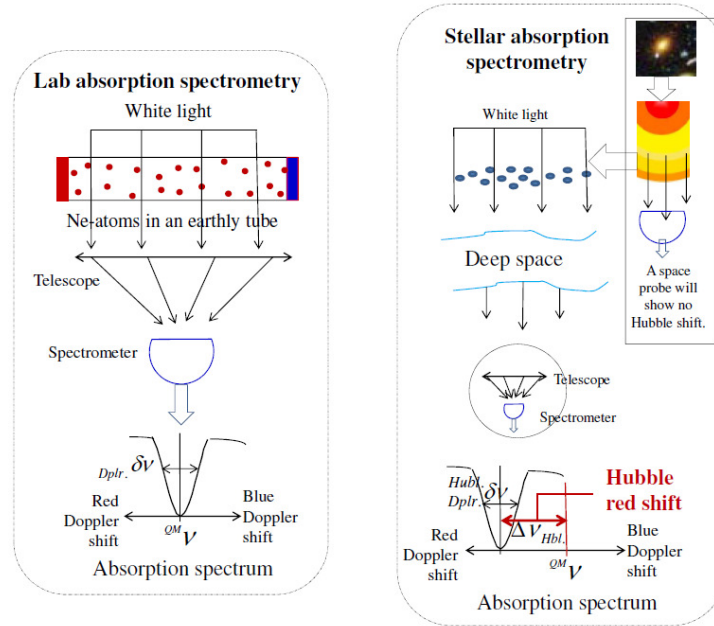 Lab absorption spectrometry
White light
Ne-atoms in an earthly tube
Telescope
Spectrometer
Dplr. δν
Red
Doppler
shift
Blue
Doppler
shift
QM ν
Absorption spectrum
Stellar absorption
spectrometry
White light
Deep space
A space
probe will
show no
Hubble shift.
Telescope
Spectrometer
Hubl.
Dplr. δν
Hubble
red shift
Δν Hbl.
Red
Doppler
shift
Blue
Doppler
shift
QM ν
Absorption spectrum